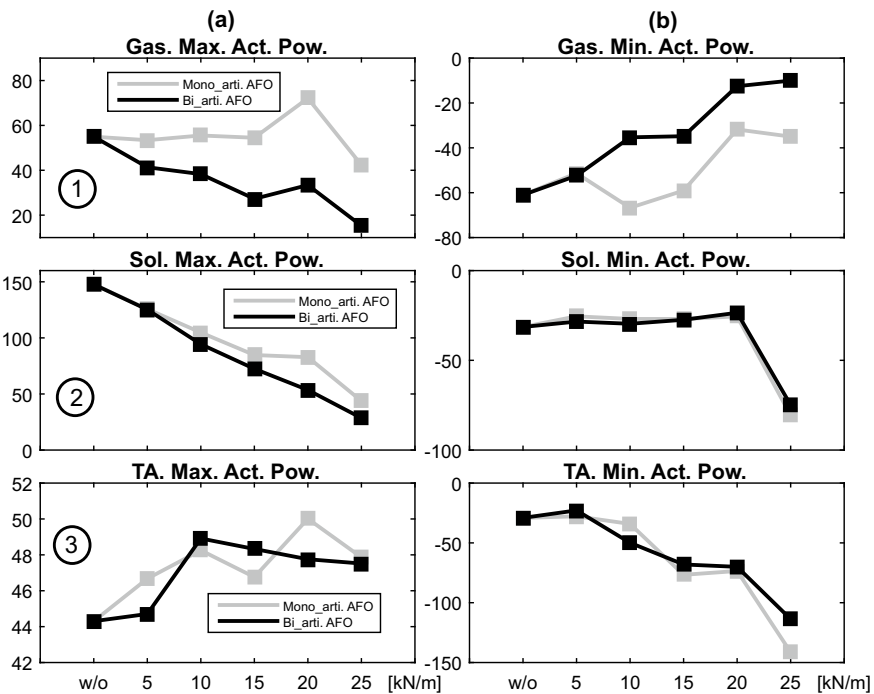 (a)
Gas. Max. Act. Pow.
80
60
40
20
Mono_arti. AFO
Bi_arti. AFO
1
(b)
Gas. Min. Act. Pow.
0
-20
-40
-60
-80
Sol. Max. Act. Pow.
150
100
50
0
Mono_arti. AFO
Bi_arti. AFO
2
Sol. Min. Act. Pow.
0
-50
-100
TA. Max. Act. Pow.
52
50
48
46
44
42
3
Mono_arti. AFO
Bi_arti. AFO
w/o 5 10 15 20 25 [kN/m]
TA. Min. Act. Pow.
0
-50
-100
-150
w/o 5 10 15 20 25 [kN/m]